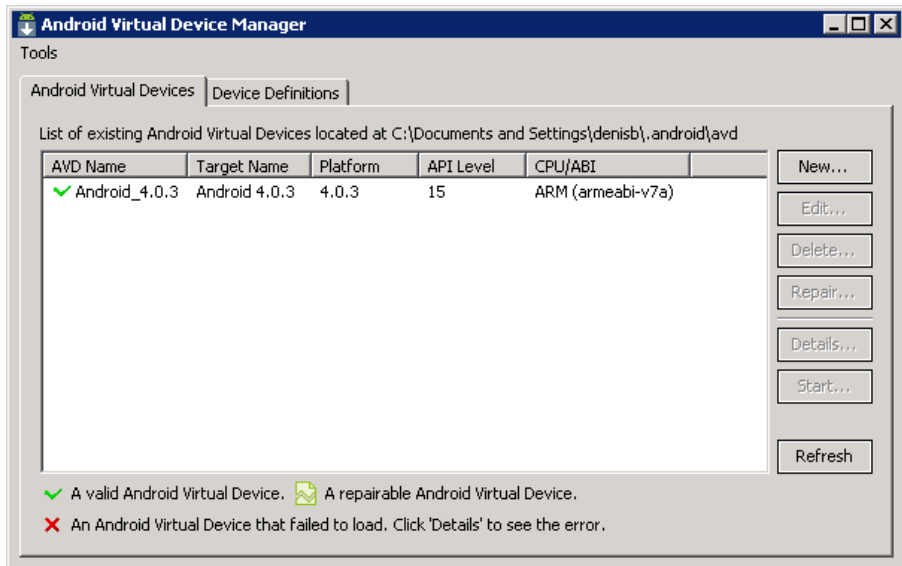 Android Virtual Device Manager
Tools
Android Virtual Devices
Device Definitions
List of existing Android Virtual Devices located at C:\Documents and Settings\denisb\.android\avd
AVD Name Target Name Platform API Level CPU/ABI
Android_4.0.3 Android 4.0.3 4.0.3 15 ARM (armeabi-v7a)
New...
Edit...
Delete...
Repair...
Details...
Start...
Refresh
A valid Android Virtual Device. A repairable Android Virtual Device.
An Android Virtual Device that failed to load. Click 'Details' to see the error.